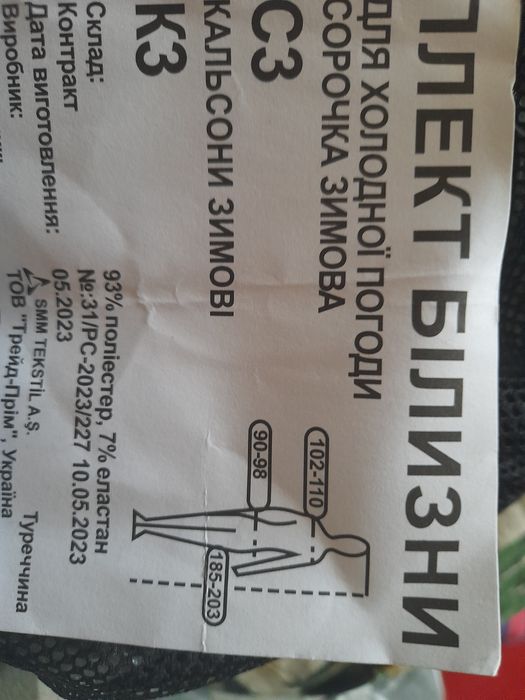 ПЛЕКТ БІЛИЗНИ
ДЛЯ ХОЛОДНОЇ ПОГОДИ
СОРОЧКА ЗИМОВА
С3
КАЛЬСОНИ ЗИМОВІ
К3
102-110
90-98
185-203
Склад: 93% поліестер, 7% еластан
Контракт №:31/РС-2023/227 10.05.2023
Дата виготовлення: 05.2023
Виробник: SMM TEKSTİL A.Ş. Туреччина
ТОВ "Трейд-Прім", Україна